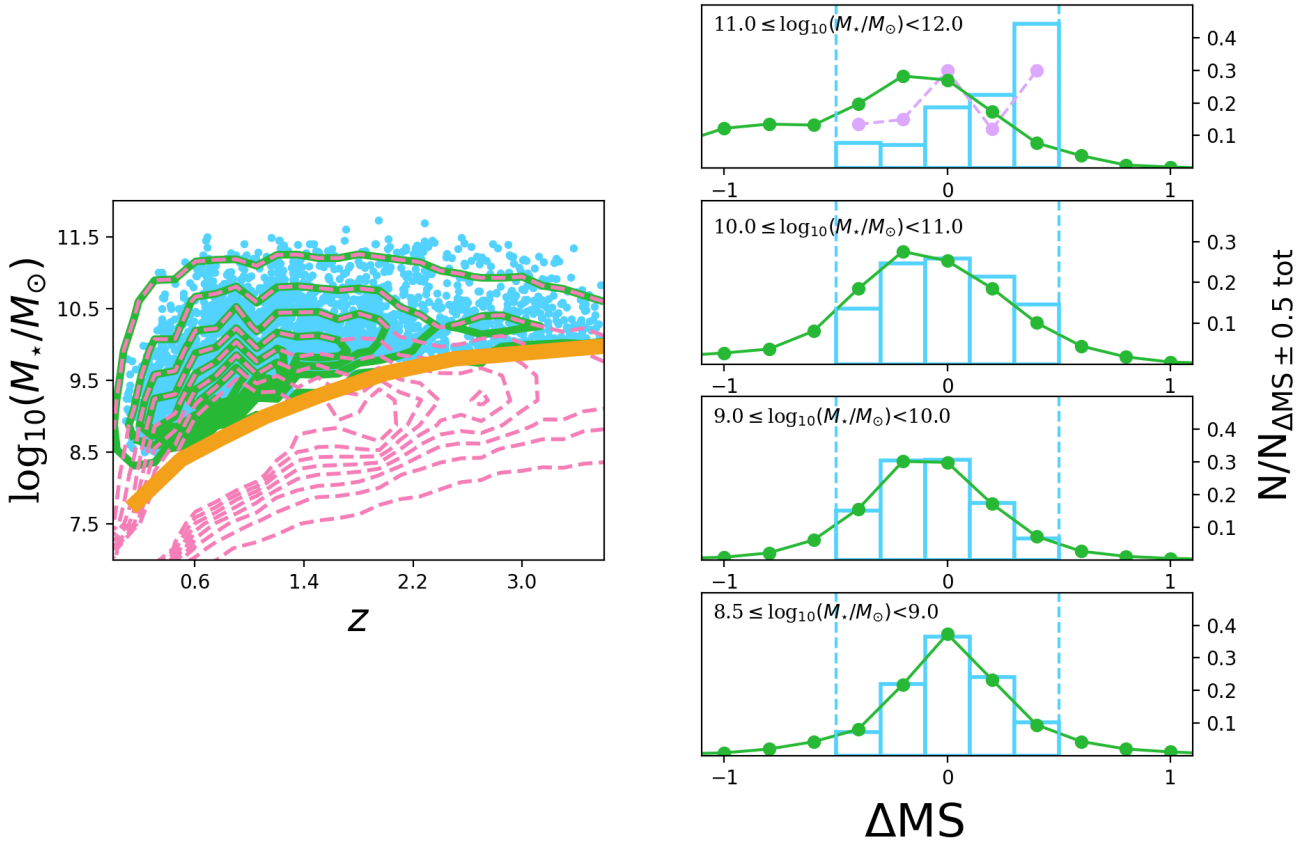 log₁₀(M⋆/M⊙)
11.5
10.5
9.5
8.5
7.5
0.6 1.4 2.2 3.0
z
11.0 ≤ log₁₀(M⋆/M⊙)<12.0
0.4
0.3
0.2
0.1
−1 0 1
10.0 ≤ log₁₀(M⋆/M⊙)<11.0
0.3
0.2
0.1
−1 0 1
9.0 ≤ log₁₀(M⋆/M⊙)<10.0
0.4
0.3
0.2
0.1
−1 0 1
8.5 ≤ log₁₀(M⋆/M⊙)<9.0
0.4
0.3
0.2
0.1
−1 0 1
ΔMS
N/N_ΔMS ± 0.5 tot